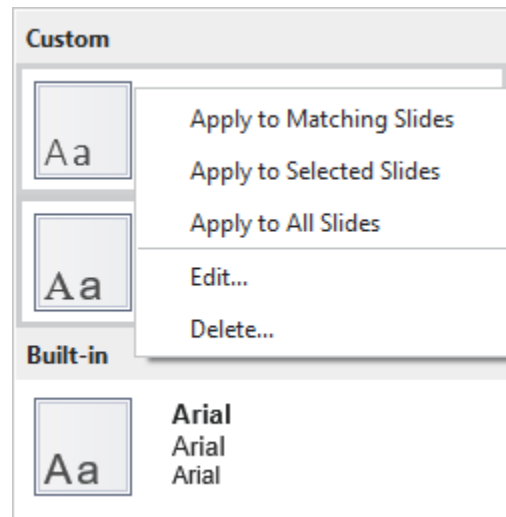 Custom
Aa
Apply to Matching Slides
Apply to Selected Slides
Apply to All Slides
Aa
Edit...
Delete...
Built-in
Aa
Arial
Arial
Arial